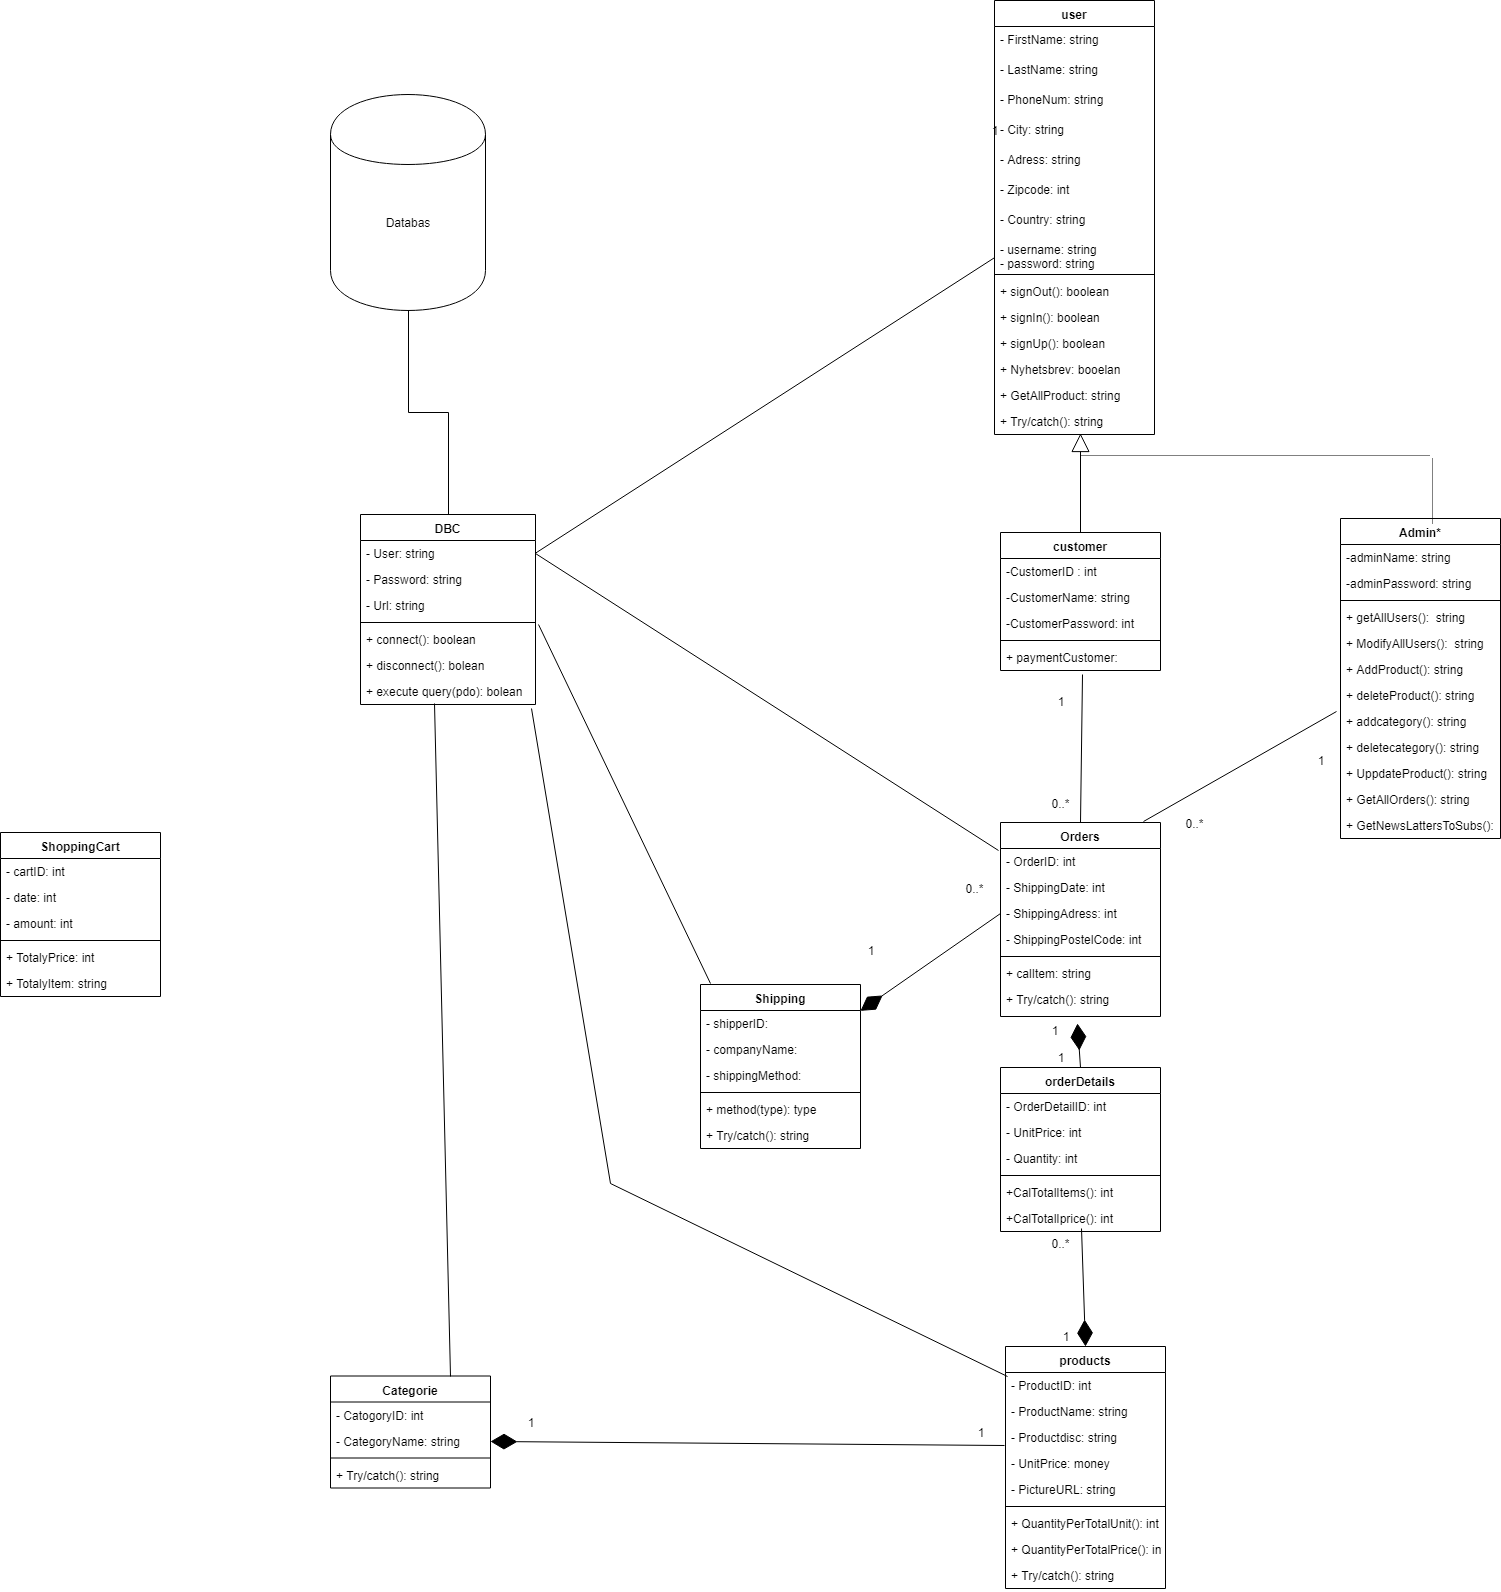 user
- FirstName: string
- LastName: string
- PhoneNum: string
1
- City: string
- Adress: string
- Zipcode: int
- Country: string
- username: string
- password: string
+ signOut(): boolean
+ signIn(): boolean
+ signUp(): boolean
+ Nyhetsbrev: booelan
+ GetAllProduct: string
+ Try/catch(): string
Databas
DBC
- User: string
- Password: string
- Url: string
+ connect(): boolean
+ disconnect(): bolean
+ execute query(pdo): bolean
customer
-CustomerID : int
-CustomerName: string
-CustomerPassword: int
+ paymentCustomer:
Admin*
-adminName: string
-adminPassword: string
+ getAllUsers():  string
+ ModifyAllUsers():  string
+ AddProduct(): string
+ deleteProduct(): string
+ addcategory(): string
+ deletecategory(): string
+ UppdateProduct(): string
+ GetAllOrders(): string
+ GetNewsLattersToSubs():
1
0..*
1
0..*
ShoppingCart
- cartID: int
- date: int
- amount: int
+ TotalyPrice: int
+ TotalyItem: string
Orders
- OrderID: int
- ShippingDate: int
- ShippingAdress: int
- ShippingPostelCode: int
+ calItem: string
+ Try/catch(): string
0..*
1
Shipping
- shipperID:
- companyName:
- shippingMethod:
+ method(type): type
+ Try/catch(): string
1
1
orderDetails
- OrderDetailID: int
- UnitPrice: int
- Quantity: int
+CalTotalItems(): int
+CalTotalIprice(): int
0..*
1
products
- ProductID: int
- ProductName: string
- Productdisc: string
- UnitPrice: money
- PictureURL: string
+ QuantityPerTotalUnit(): int
+ QuantityPerTotalPrice(): in
+ Try/catch(): string
Categorie
- CatogoryID: int
- CategoryName: string
+ Try/catch(): string
1
1